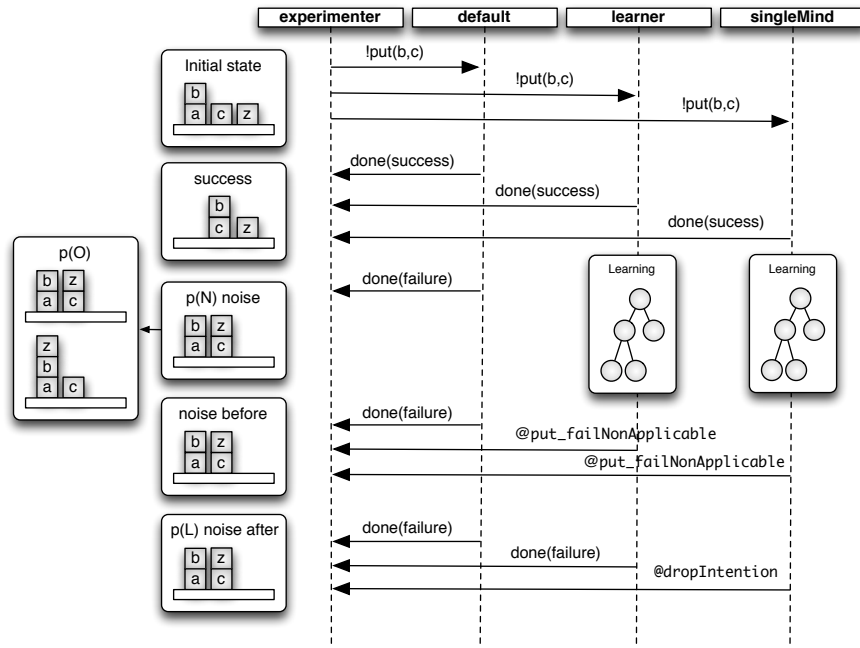 experimenter
default
learner
singleMind
Initial state
b
a c z
!put(b,c)
!put(b,c)
!put(b,c)
success
b
c z
done(success)
done(success)
done(sucess)
p(O)
b z
a c
z
b
a c
p(N) noise
b z
a c
done(failure)
Learning
Learning
noise before
b z
a c
done(failure)
@put_failNonApplicable
@put_failNonApplicable
p(L) noise after
b z
a c
done(failure)
done(failure)
@dropIntention